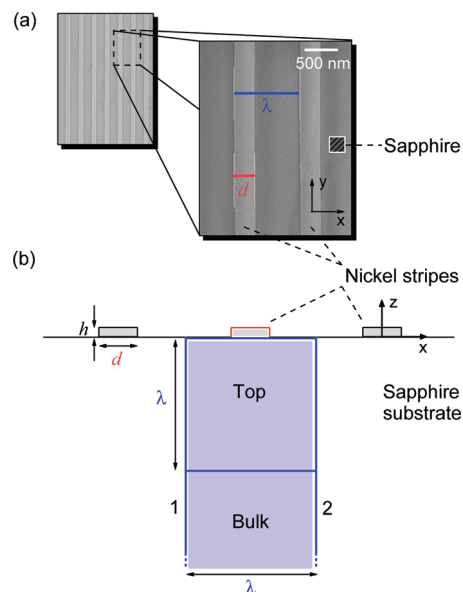 (a)
500 nm
λ
Sapphire
d
y
x
(b)
Nickel stripes
h
z
x
d
Sapphire
substrate
λ
Top
1
2
Bulk
λ